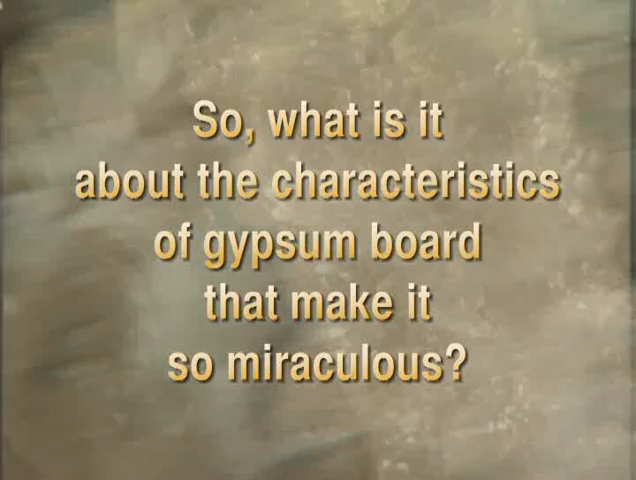 So, what is it
about the characteristics
of gypsum board
that make it
so miraculous?